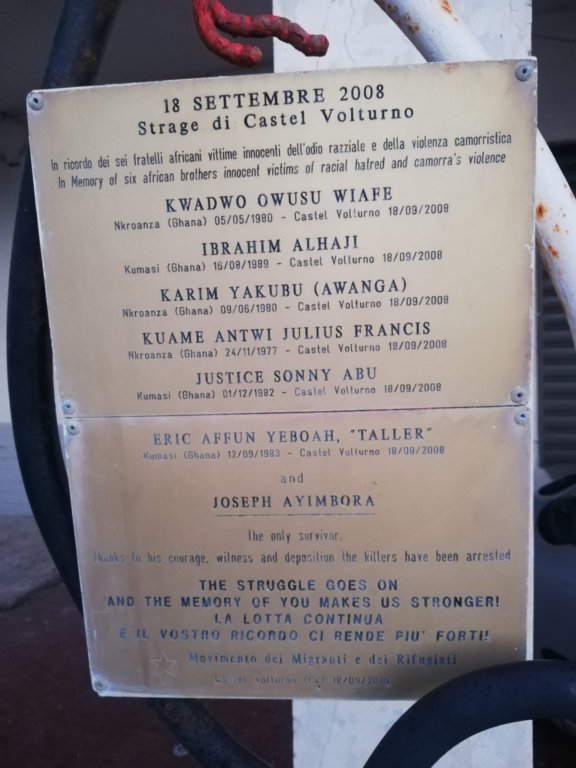 18 SETTEMBRE 2008
Strage di Castel Volturno
In ricordo dei sei fratelli africani vittime innocenti dell'odio razziale e della violenza camorristica
In Memory of six african brothers innocent victims of racial hatred and camorra's violence
KWADWO OWUSU WIAFE
Nkroanza (Ghana) 05/05/1980 - Castel Volturno 18/09/2008
IBRAHIM ALHAJI
Kumasi (Ghana) 16/08/1989 - Castel Volturno 18/09/2008
KARIM YAKUBU (AWANGA)
Nkroanza (Ghana) 09/06/1980 - Castel Volturno 18/09/2008
KUAME ANTWI JULIUS FRANCIS
Nkroanza (Ghana) 24/11/1977 - Castel Volturno 18/09/2008
JUSTICE SONNY ABU
Kumasi (Ghana) 01/12/1982 - Castel Volturno 18/09/2008
ERIC AFFUN YEBOAH, "TALLER"
Kumasi (Ghana) 12/09/1983 - Castel Volturno 18/09/2008
and
JOSEPH AYIMBORA
The only survivor.
Thanks to his courage, wilness and deposition the killers have been arrested
THE STRUGGLE GOES ON
AND THE MEMORY OF YOU MAKES US STRONGER!
LA LOTTA CONTINUA
E IL VOSTRO RICORDO CI RENDE PIU' FORTI!
Movimento dei Migranti e dei Rifugiati
Castel Volturno